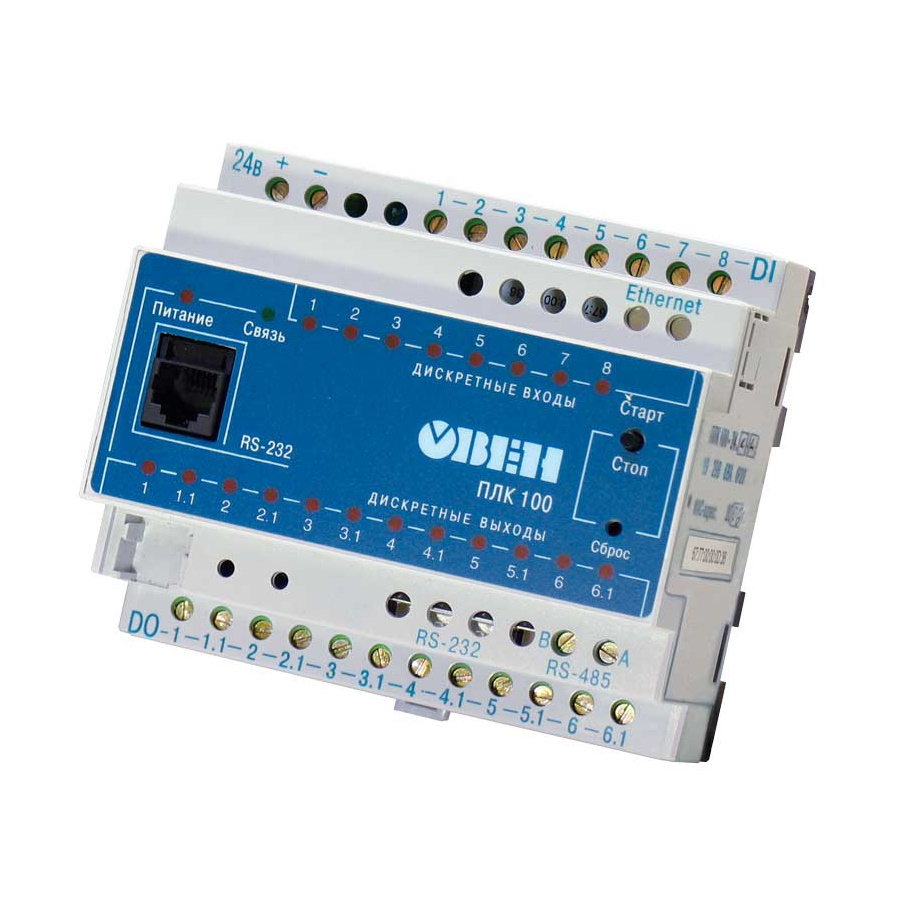 24в + –
1 – 2 – 3 – 4 – 5 – 6 – 7 – 8 – DI
Ethernet
Питание
Связь
1 2 3 4 5 6 7 8
ДИСКРЕТНЫЕ ВХОДЫ
RS-232
ОВЕН
ПЛК 100
Старт
Стоп
Сброс
ДИСКРЕТНЫЕ ВЫХОДЫ
1 1.1 2 2.1 3 3.1 4 4.1 5 5.1 6 6.1
RS-232
B A
RS-485
DO – 1 – 1.1 – 2 – 2.1 – 3 – 3.1 – 4 – 4.1 – 5 – 5.1 – 6 – 6.1